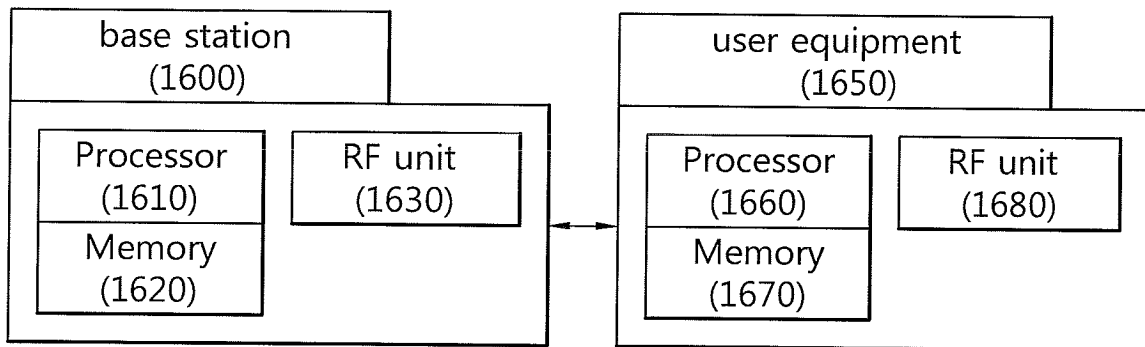 base station
(1600)
Processor
(1610)
Memory
(1620)
RF unit
(1630)
user equipment
(1650)
Processor
(1660)
Memory
(1670)
RF unit
(1680)